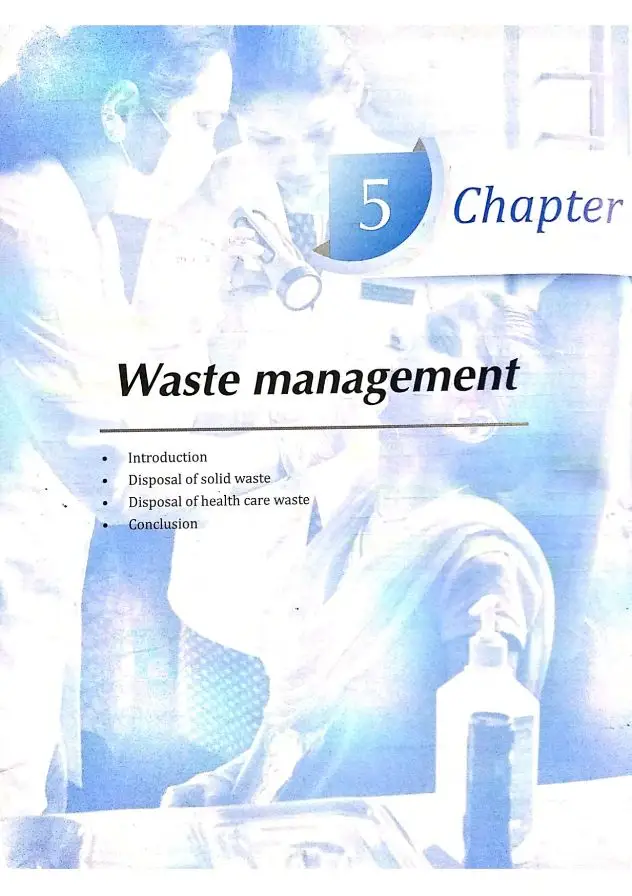 5 Chapter
Waste management
• Introduction
• Disposal of solid waste
• Disposal of health care waste
• Conclusion